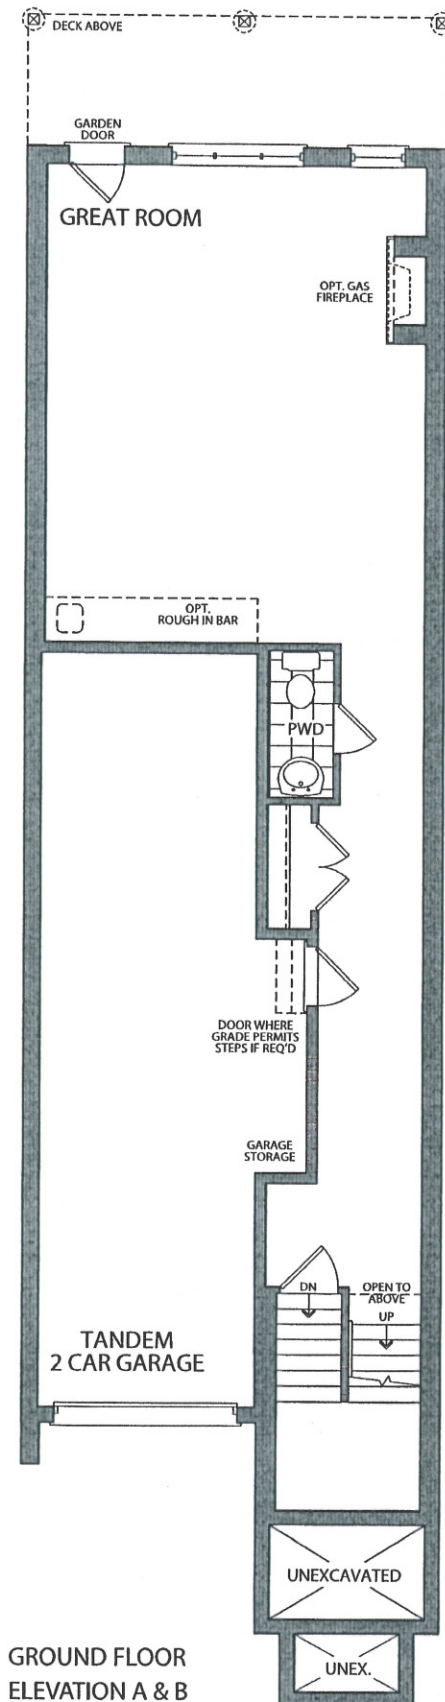 DECK ABOVE
GARDEN
DOOR
GREAT ROOM
OPT. GAS
FIREPLACE
OPT.
ROUGH IN BAR
PWD
DOOR WHERE
GRADE PERMITS
STEPS IF REQ'D
GARAGE
STORAGE
DN
OPEN TO
ABOVE
UP
TANDEM
2 CAR GARAGE
UNEXCAVATED
UNEX.
GROUND FLOOR
ELEVATION A & B